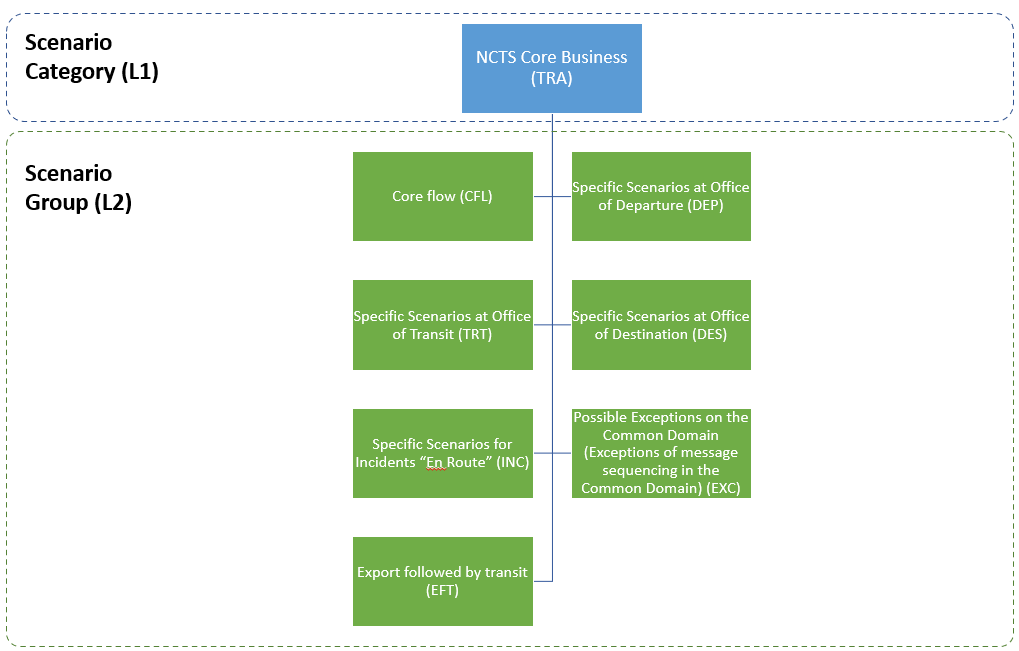 Scenario
Category (L1)
NCTS Core Business
(TRA)
Scenario
Group (L2)
Core flow (CFL)
Specific Scenarios at Office
of Departure (DEP)
Specific Scenarios at Office
of Transit (TRT)
Specific Scenarios at Office
of Destination (DES)
Specific Scenarios for
Incidents “En Route” (INC)
Possible Exceptions on the
Common Domain
(Exceptions of message
sequencing in the
Common Domain) (EXC)
Export followed by transit
(EFT)